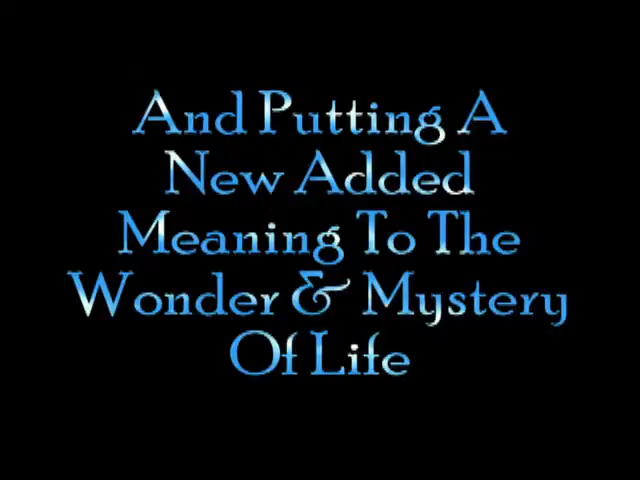 And Putting A
New Added
Meaning To The
Wonder & Mystery
Of Life